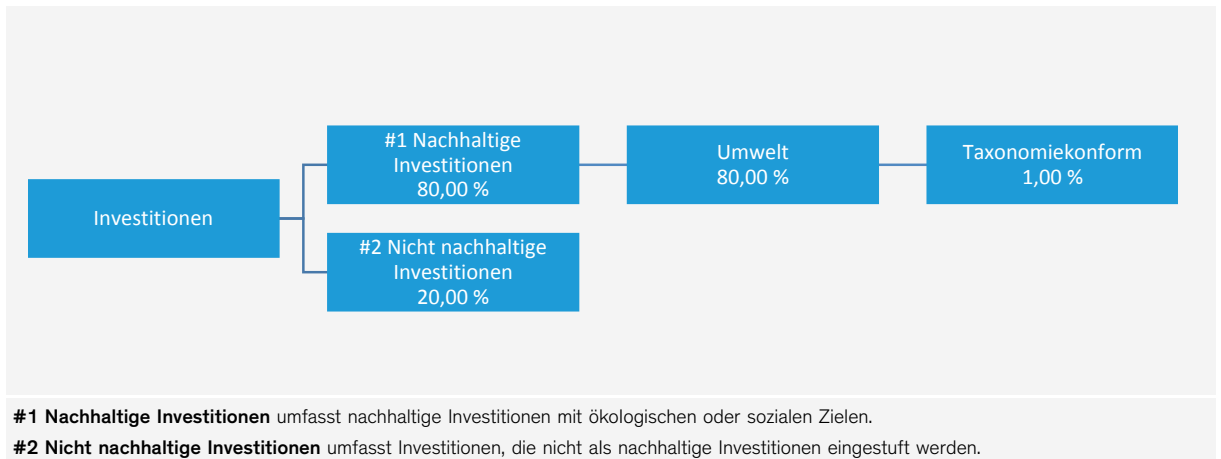 Investitionen
#1 Nachhaltige
Investitionen
80,00 %
#2 Nicht nachhaltige
Investitionen
20,00 %
Umwelt
80,00 %
Taxonomiekonform
1,00 %
#1 Nachhaltige Investitionen umfasst nachhaltige Investitionen mit ökologischen oder sozialen Zielen.
#2 Nicht nachhaltige Investitionen umfasst Investitionen, die nicht als nachhaltige Investitionen eingestuft werden.